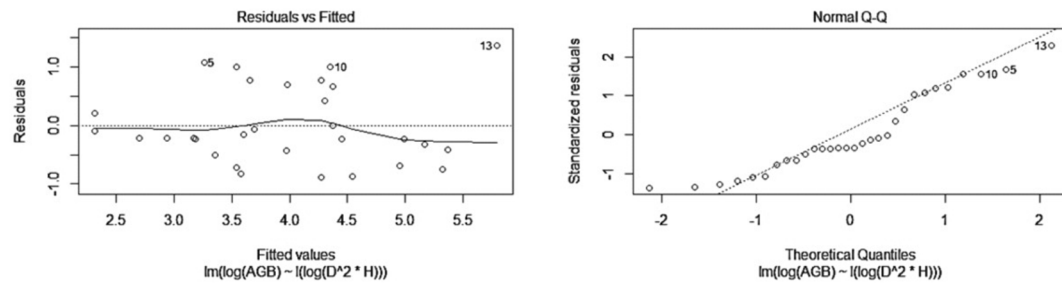 Residuals vs Fitted
Residuals
1.0
0.0
-1.0
5
10
13
2.5 3.0 3.5 4.0 4.5 5.0 5.5
Fitted values
lm(log(AGB) ~ I(log(D^2 * H)))
Normal Q-Q
Standardized residuals
2
1
0
-1
13
10
5
-2 -1 0 1 2
Theoretical Quantiles
lm(log(AGB) ~ I(log(D^2 * H)))